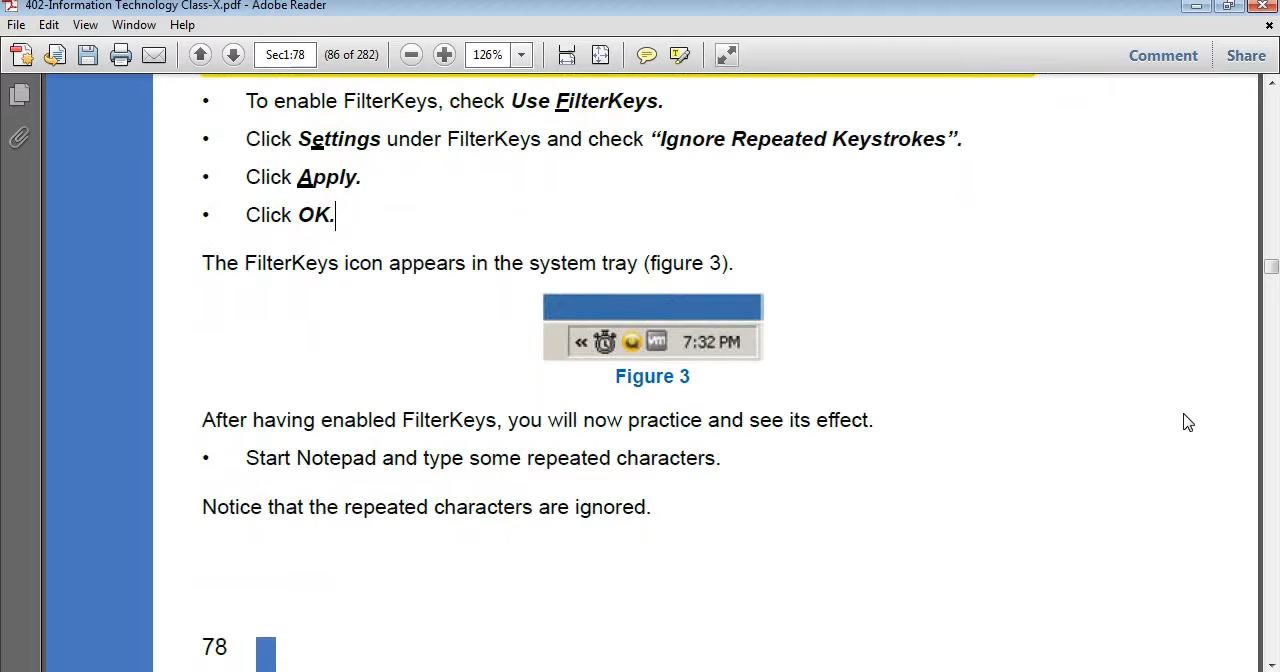 402-Information Technology Class-X.pdf - Adobe Reader
File Edit View Window Help
Sec1:78 (86 of 282) 126% Comment Share
• To enable FilterKeys, check Use FilterKeys.
• Click Settings under FilterKeys and check “Ignore Repeated Keystrokes”.
• Click Apply.
• Click OK.
The FilterKeys icon appears in the system tray (figure 3).
« vm 7:32 PM
Figure 3
After having enabled FilterKeys, you will now practice and see its effect.
• Start Notepad and type some repeated characters.
Notice that the repeated characters are ignored.
78